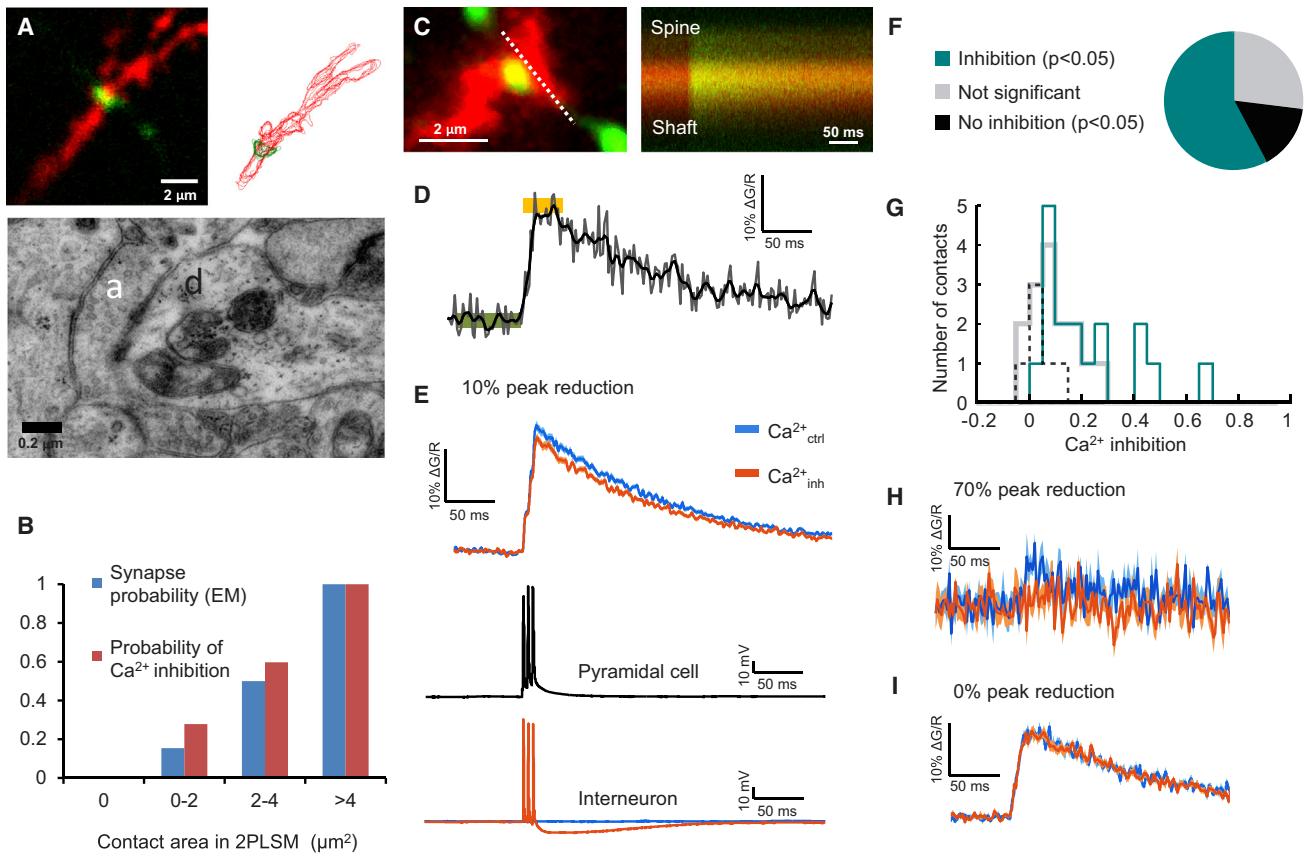 A
2 µm
a
d
0.2 µm
B
Synapse
probability (EM)
Probability of
Ca2+ inhibition
1
0.8
0.6
0.4
0.2
0
0
0-2
2-4
>4
Contact area in 2PLSM (µm2)
C
2 µm
Spine
Shaft
50 ms
D
10% ΔG/R
50 ms
E
10% peak reduction
10% ΔG/R
50 ms
Ca2+ctrl
Ca2+inh
Pyramidal cell
10 mV
50 ms
Interneuron
10 mV
50 ms
F
Inhibition (p<0.05)
Not significant
No inhibition (p<0.05)
G
Number of contacts
5
4
3
2
1
0
-0.2
0
0.2
0.4
0.6
0.8
1
Ca2+ inhibition
H
70% peak reduction
10% ΔG/R
50 ms
I
0% peak reduction
10% ΔG/R
50 ms